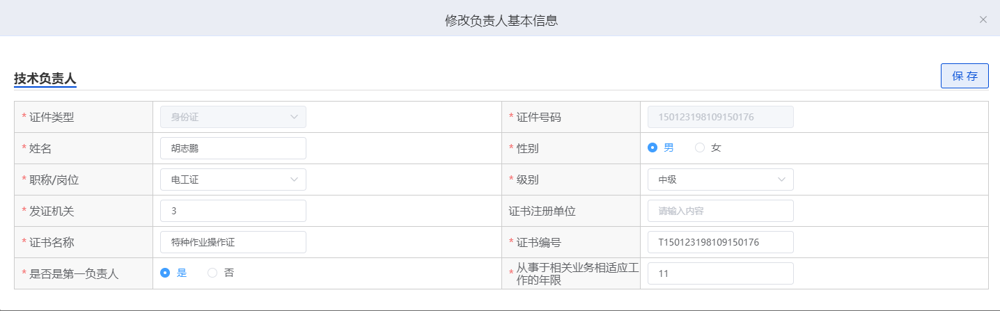 修改负责人基本信息
技术负责人
保 存
* 证件类型
身份证
* 证件号码
150123198109150176
* 姓名
胡志鹏
* 性别
男
女
* 职称/岗位
电工证
* 级别
中级
* 发证机关
3
证书注册单位
请输入内容
* 证书名称
特种作业操作证
* 证书编号
T150123198109150176
* 是否是第一负责人
是
否
* 从事于相关业务相适应工
作的年限
11